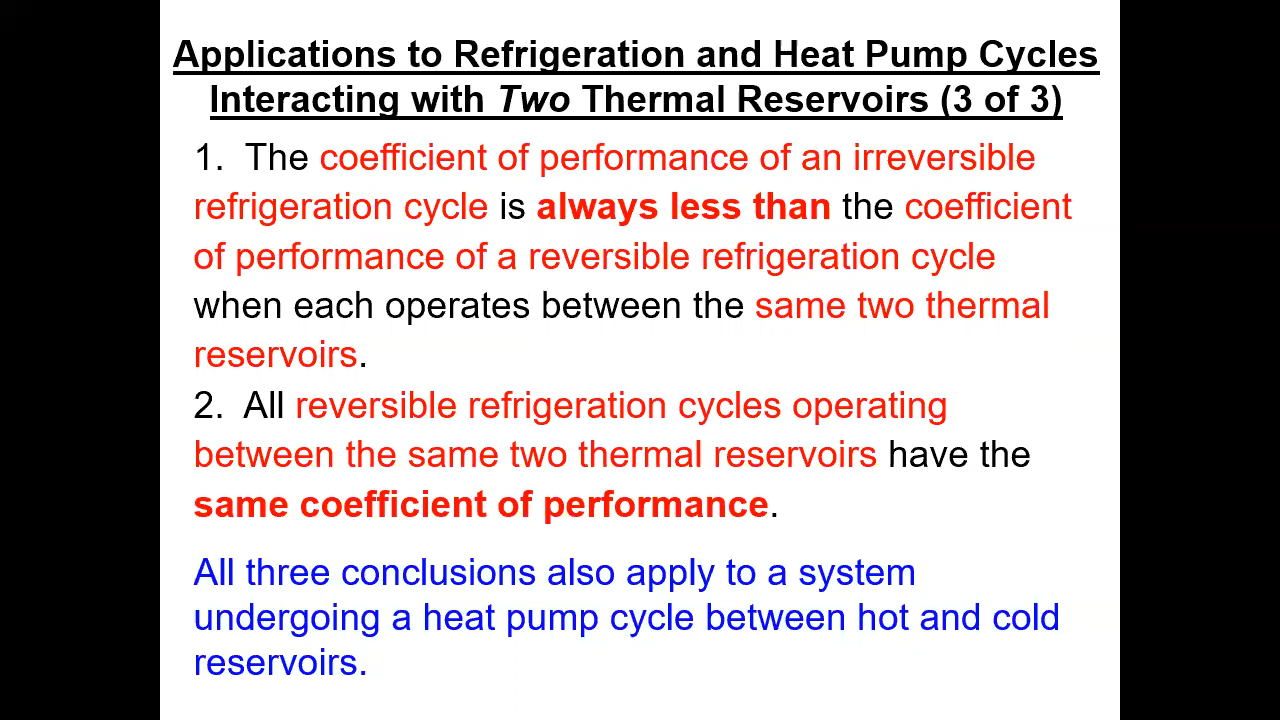 Applications to Refrigeration and Heat Pump Cycles
Interacting with Two Thermal Reservoirs (3 of 3)
1. The coefficient of performance of an irreversible
refrigeration cycle is always less than the coefficient
of performance of a reversible refrigeration cycle
when each operates between the same two thermal
reservoirs.
2. All reversible refrigeration cycles operating
between the same two thermal reservoirs have the
same coefficient of performance.
All three conclusions also apply to a system
undergoing a heat pump cycle between hot and cold
reservoirs.